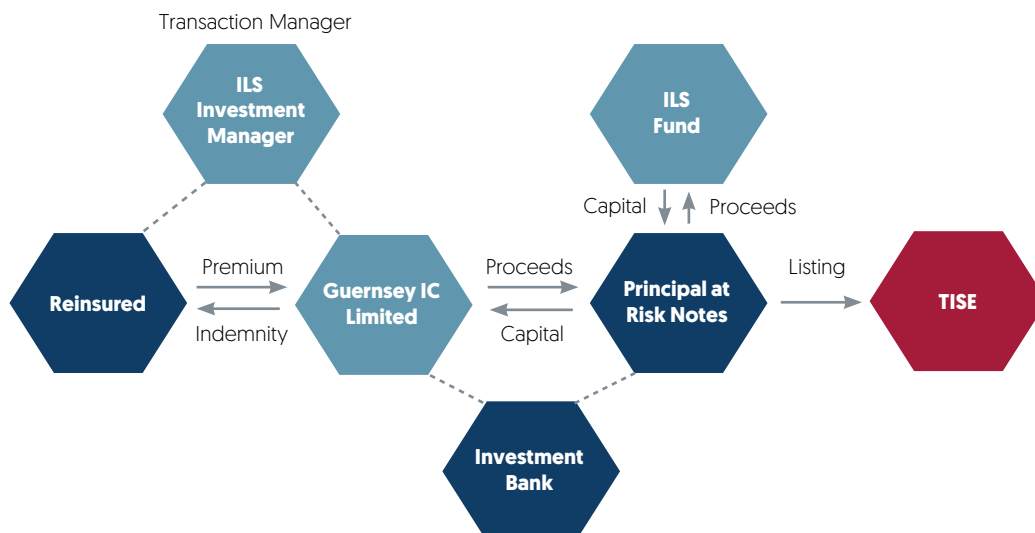 Transaction Manager
ILS
Investment
Manager
ILS
Fund
Capital
Proceeds
Reinsured
Premium
Indemnity
Guernsey IC
Limited
Proceeds
Capital
Principal at
Risk Notes
Listing
TISE
Investment
Bank